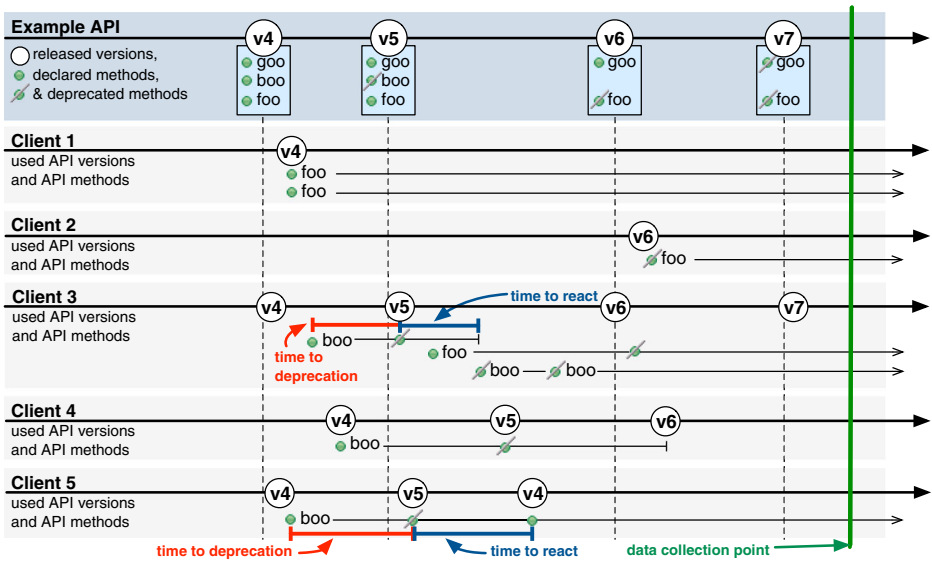 Example API
released versions,
declared methods,
& deprecated methods
v4
goo
boo
foo
v5
goo
boo
foo
v6
goo
foo
v7
goo
foo
Client 1
used API versions
and API methods
v4
foo
foo
Client 2
used API versions
and API methods
v6
foo
Client 3
used API versions
and API methods
v4
v5
time to react
v6
v7
time to
deprecation
boo
foo
boo
boo
Client 4
used API versions
and API methods
v4
v5
v6
boo
Client 5
used API versions
and API methods
v4
v5
v4
boo
time to deprecation
time to react
data collection point